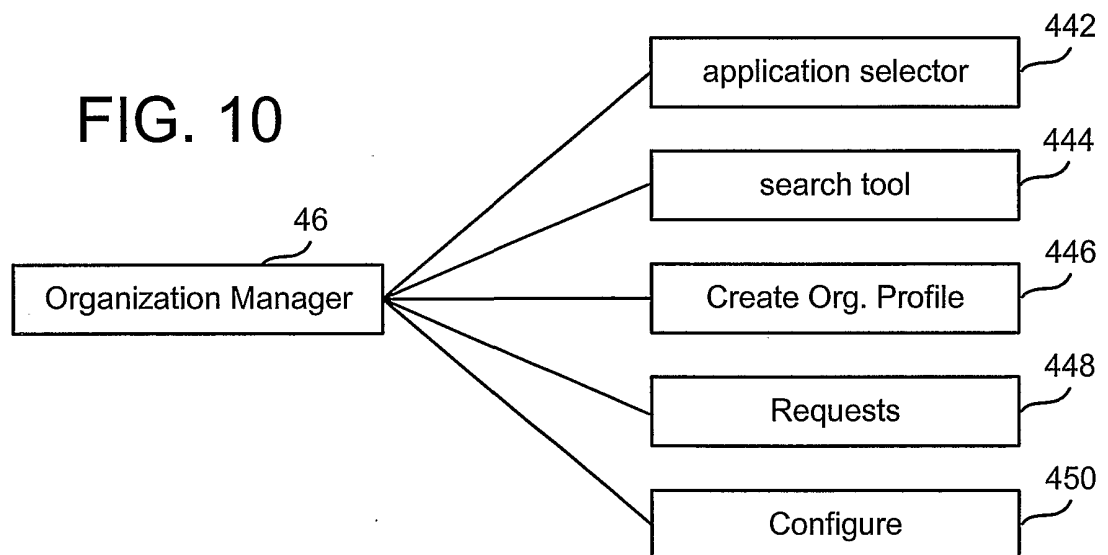 FIG. 10
46
Organization Manager
442
application selector
444
search tool
446
Create Org. Profile
448
Requests
450
Configure